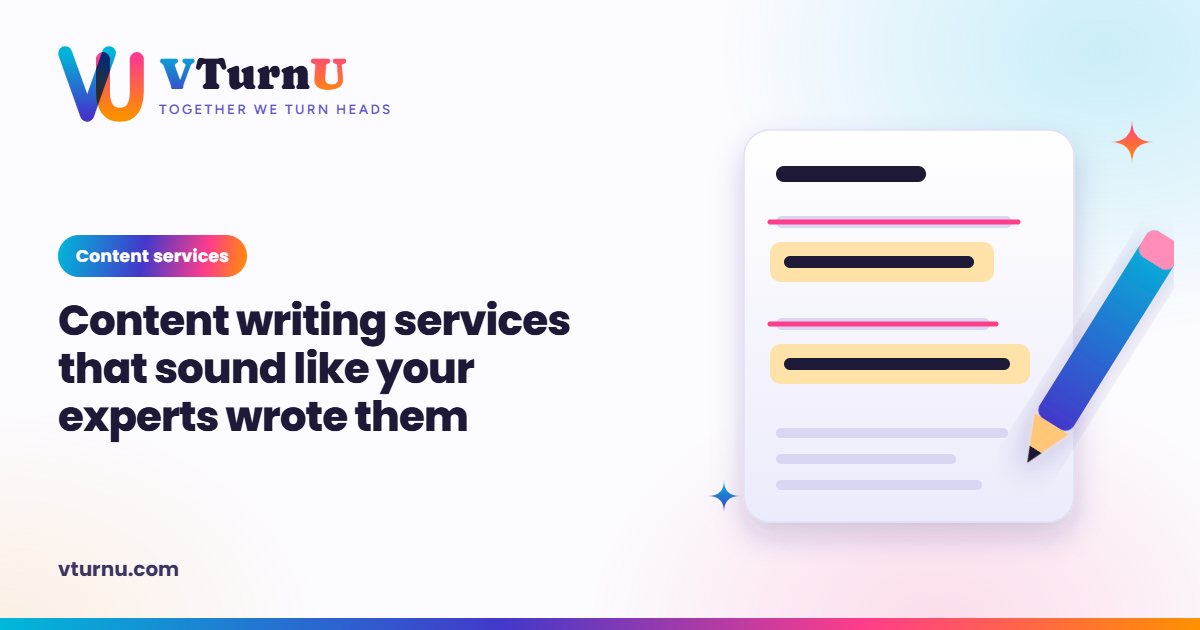 VTurnU
TOGETHER WE TURN HEADS
Content services
Content writing services
that sound like your
experts wrote them
vturnu.com